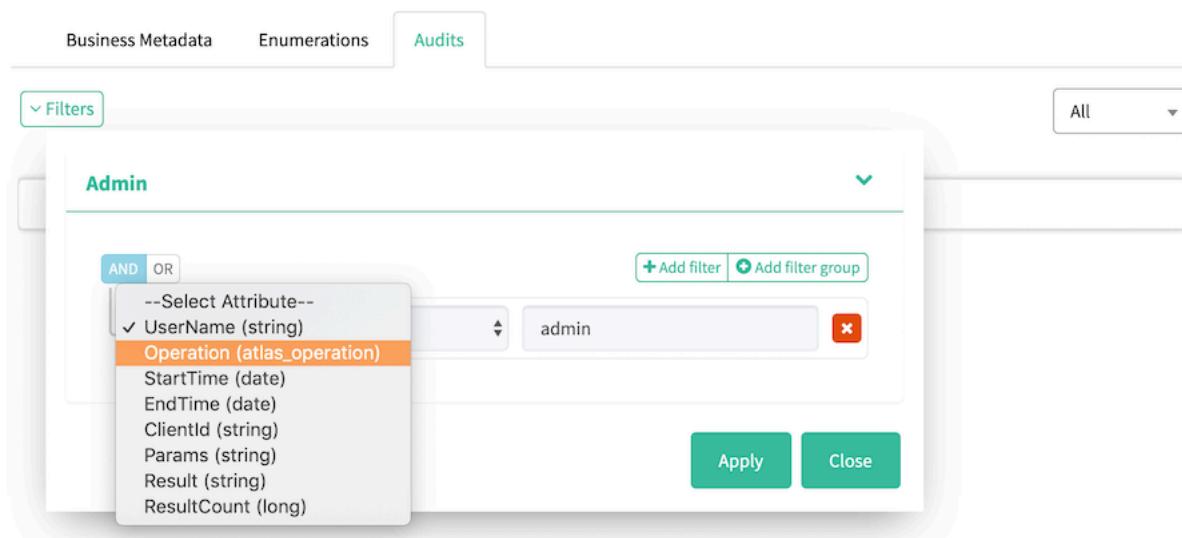 Business Metadata Enumerations Audits
Filters All
Admin
AND OR + Add filter Add filter group
--Select Attribute--
✓ UserName (string) admin
Operation (atlas_operation)
StartTime (date)
EndTime (date)
ClientId (string)
Params (string) Apply Close
Result (string)
ResultCount (long)